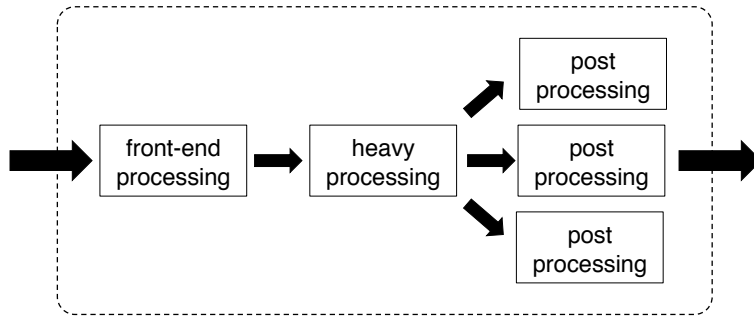 front-end
processing
heavy
processing
post
processing
post
processing
post
processing